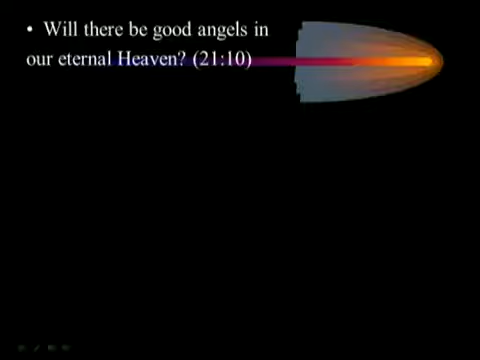 • Will there be good angels in
our eternal Heaven? (21:10)